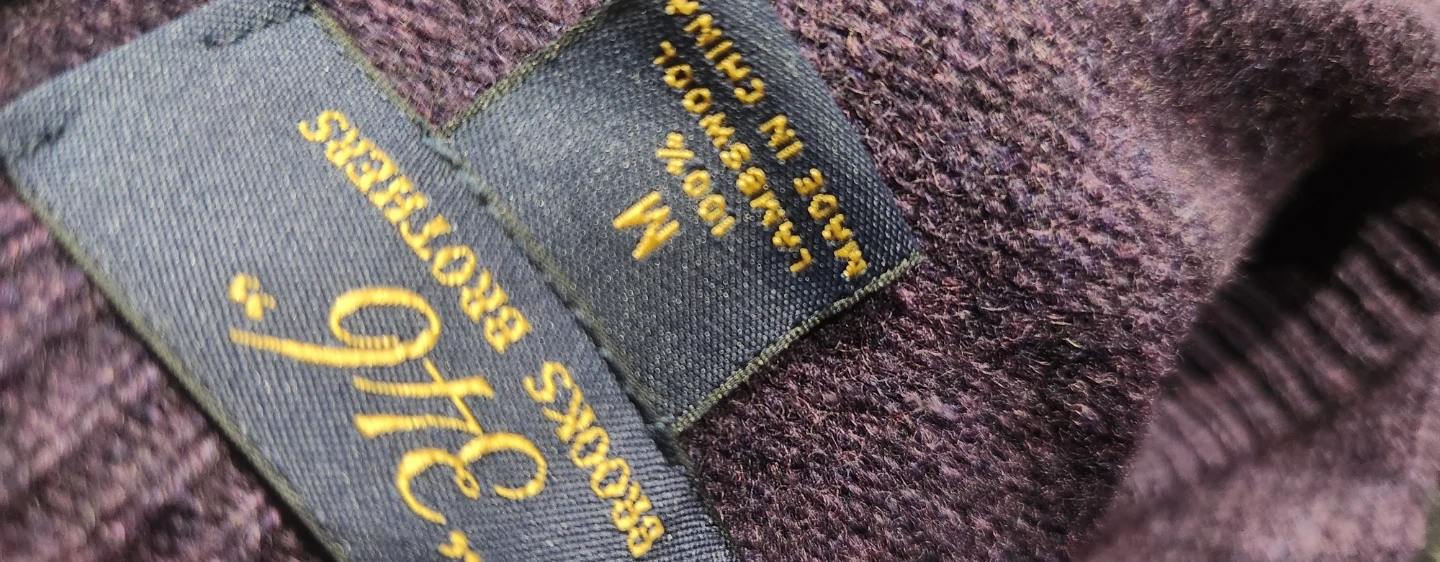 "346"
BROOKS BROTHERS
M
100%
LAMBSWOOL
MADE IN CHINA